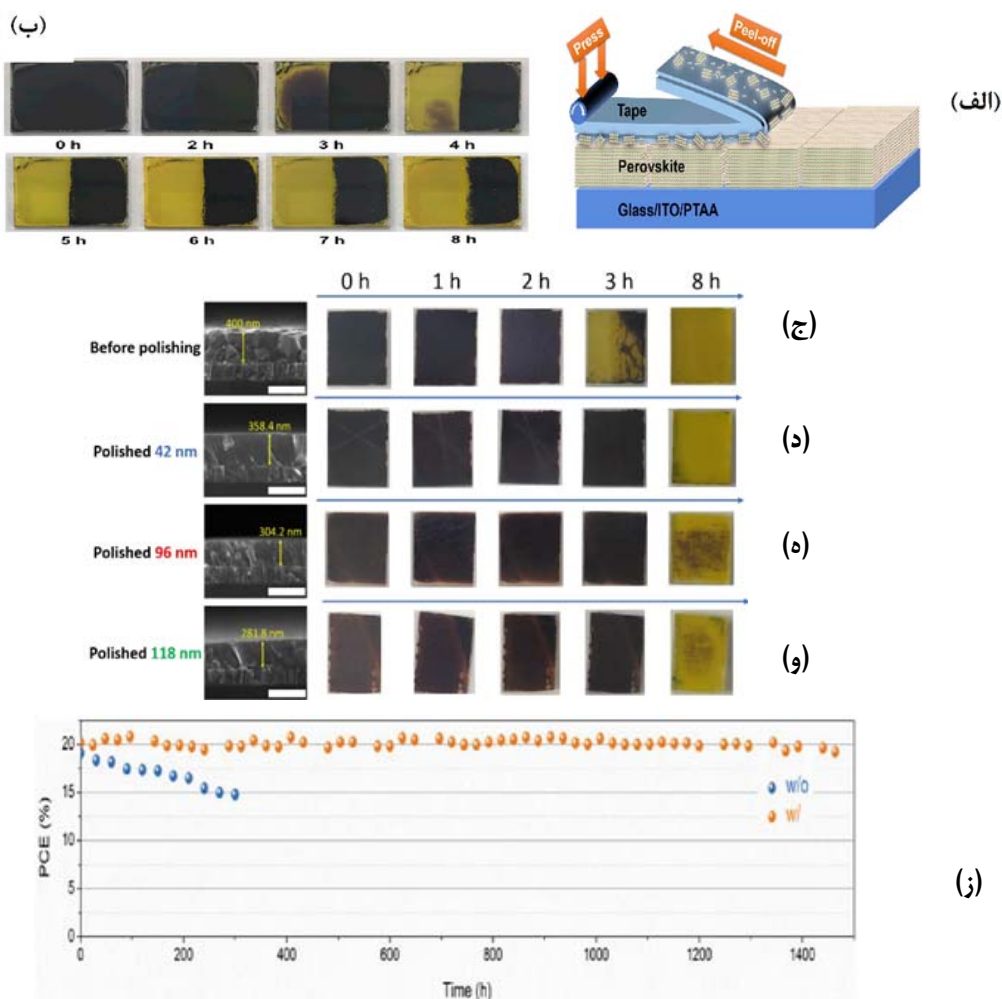 (ب)
0 h 2 h 3 h 4 h
5 h 6 h 7 h 8 h
(الف)
Press
Peel-off
Tape
Perovskite
Glass/ITO/PTAA
0 h 1 h 2 h 3 h 8 h
(ج)
Before polishing
400 nm
(د)
Polished 42 nm
358.4 nm
(ه)
Polished 96 nm
304.2 nm
(و)
Polished 118 nm
281.8 nm
(ز)
PCE (%)
20
15
10
5
0
w/o
w/
0 200 400 600 800 1000 1200 1400
Time (h)